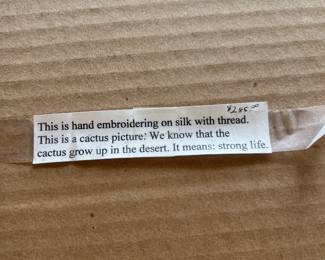 $285.00
This is hand embroidering on silk with thread.
This is a cactus picture. We know that the
cactus grow up in the desert. It means: strong life.